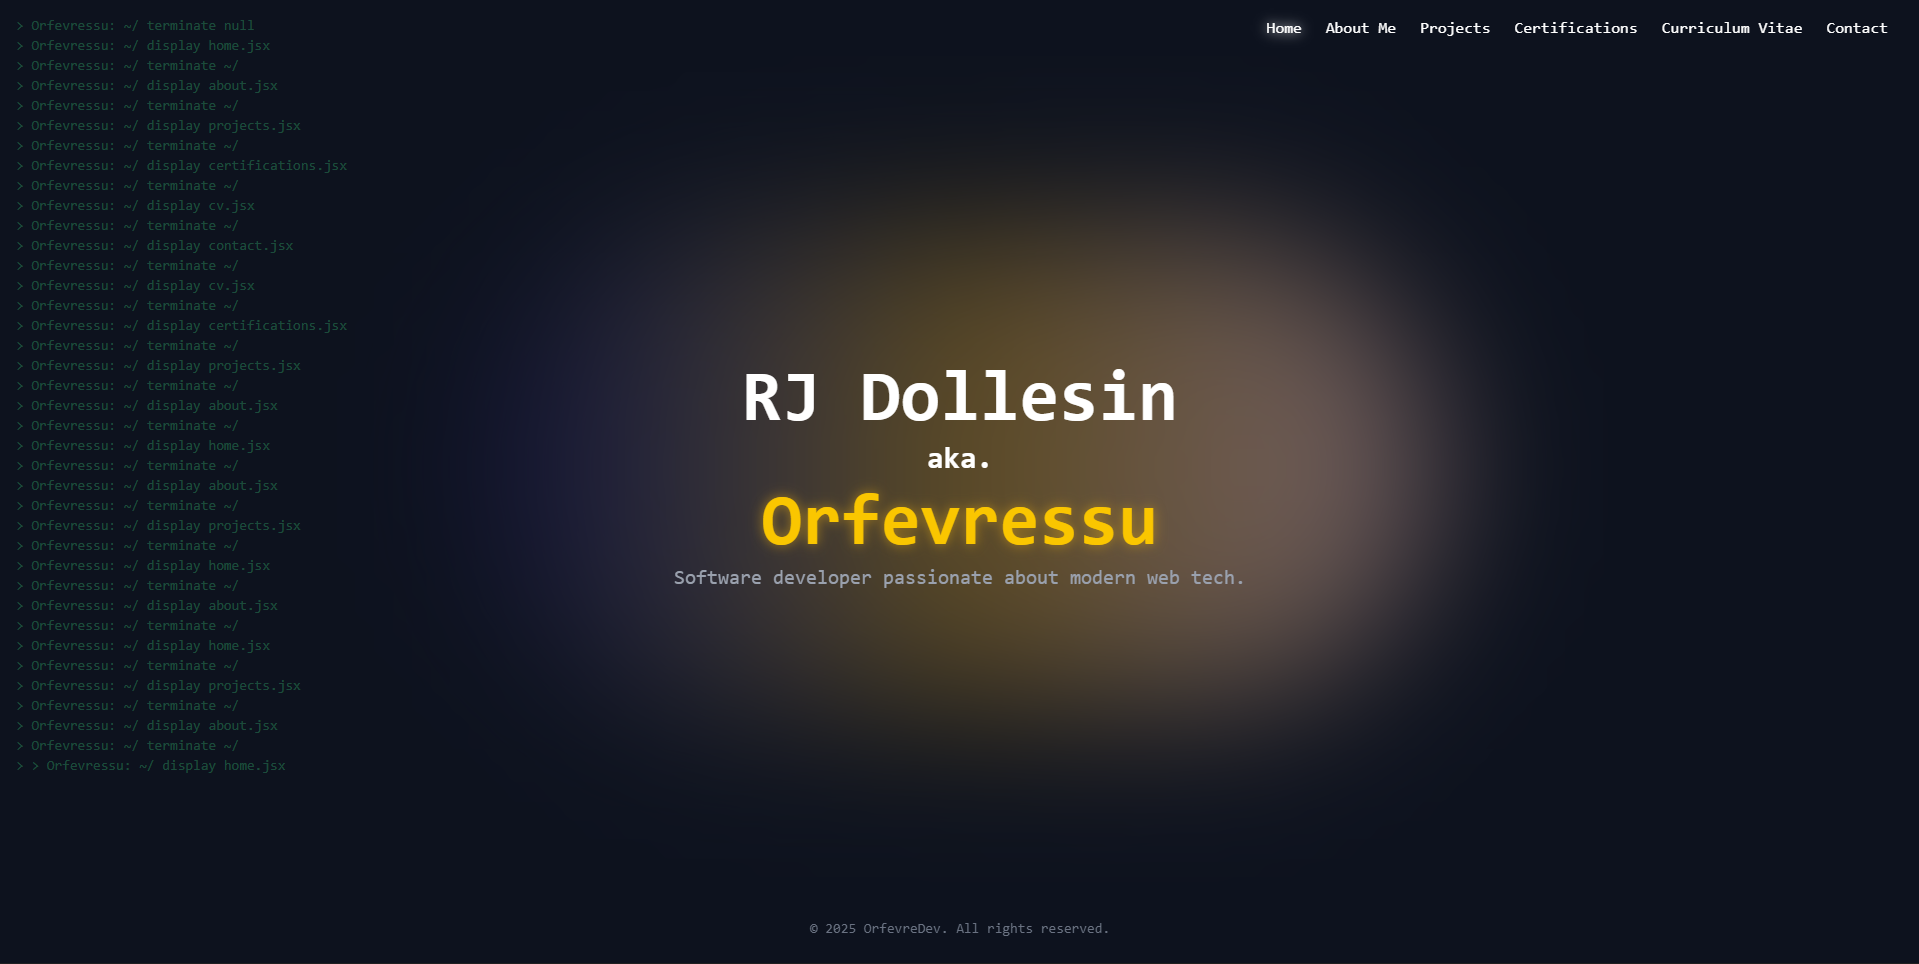 Home About Me Projects Certifications Curriculum Vitae Contact
> Orfevressu: ~/ terminate null
> Orfevressu: ~/ display home.jsx
> Orfevressu: ~/ terminate ~/
> Orfevressu: ~/ display about.jsx
> Orfevressu: ~/ terminate ~/
> Orfevressu: ~/ display projects.jsx
> Orfevressu: ~/ terminate ~/
> Orfevressu: ~/ display certifications.jsx
> Orfevressu: ~/ terminate ~/
> Orfevressu: ~/ display cv.jsx
> Orfevressu: ~/ terminate ~/
> Orfevressu: ~/ display contact.jsx
> Orfevressu: ~/ terminate ~/
> Orfevressu: ~/ display cv.jsx
> Orfevressu: ~/ terminate ~/
> Orfevressu: ~/ display certifications.jsx
> Orfevressu: ~/ terminate ~/
> Orfevressu: ~/ display projects.jsx
> Orfevressu: ~/ terminate ~/
> Orfevressu: ~/ display about.jsx
> Orfevressu: ~/ terminate ~/
> Orfevressu: ~/ display home.jsx
> Orfevressu: ~/ terminate ~/
> Orfevressu: ~/ display about.jsx
> Orfevressu: ~/ terminate ~/
> Orfevressu: ~/ display projects.jsx
> Orfevressu: ~/ terminate ~/
> Orfevressu: ~/ display home.jsx
> Orfevressu: ~/ terminate ~/
> Orfevressu: ~/ display about.jsx
> Orfevressu: ~/ terminate ~/
> Orfevressu: ~/ display home.jsx
> Orfevressu: ~/ terminate ~/
> Orfevressu: ~/ display projects.jsx
> Orfevressu: ~/ terminate ~/
> Orfevressu: ~/ display about.jsx
> Orfevressu: ~/ terminate ~/
> > Orfevressu: ~/ display home.jsx
RJ Dollesin
aka.
Orfevressu
Software developer passionate about modern web tech.
© 2025 OrfevreDev. All rights reserved.